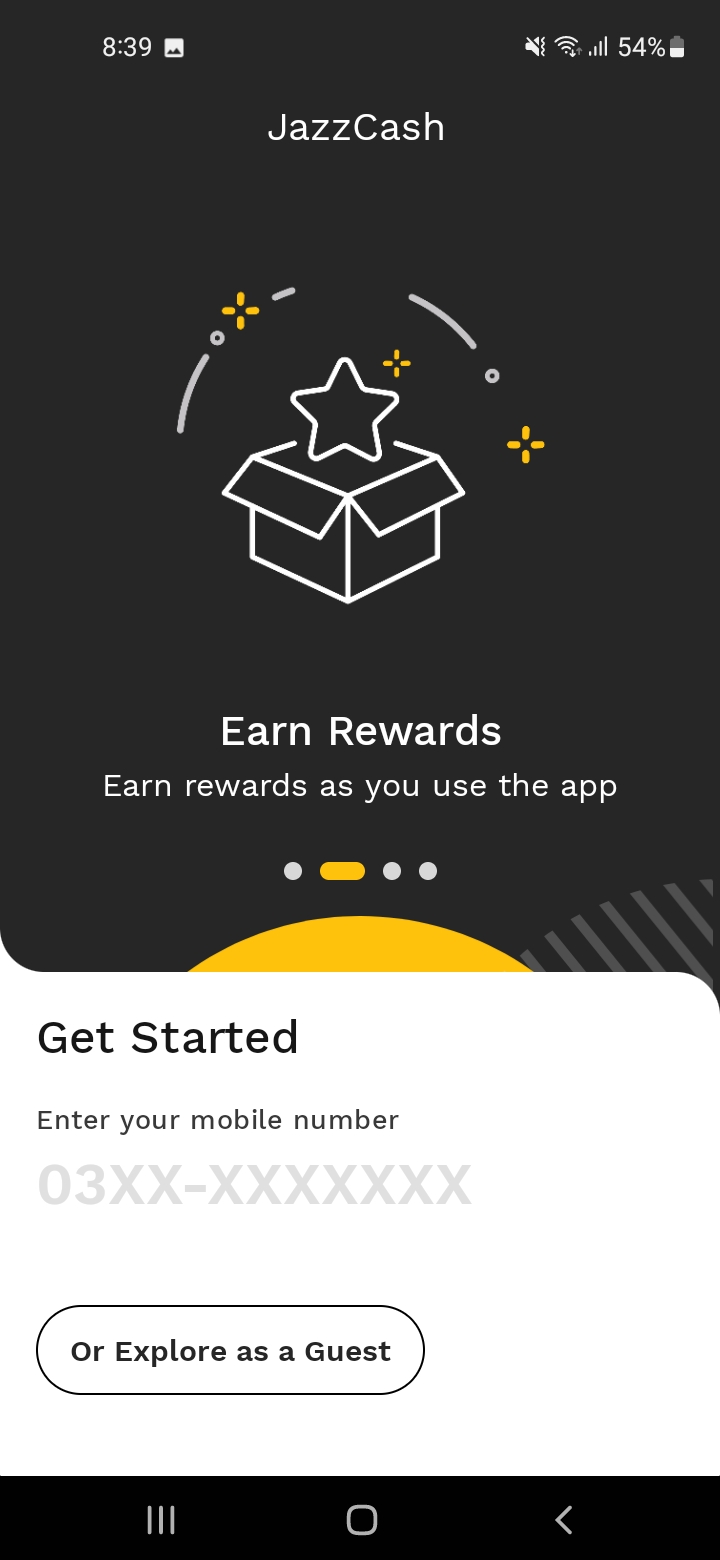 8:39
54%
JazzCash
Earn Rewards
Earn rewards as you use the app
Get Started
Enter your mobile number
03XX-XXXXXXX
Or Explore as a Guest